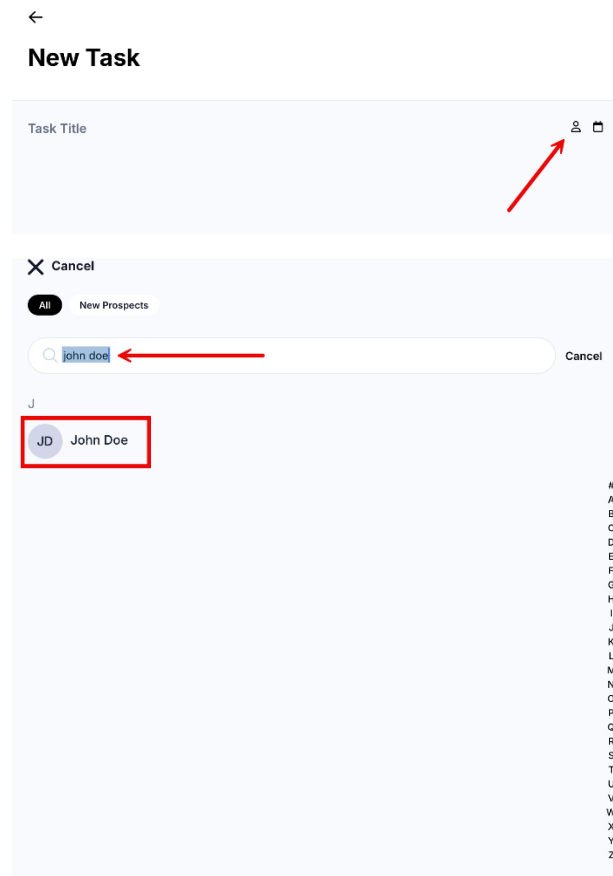 New Task
Task Title
Cancel
All New Prospects
john doe Cancel
J
JD John Doe
#
A
B
C
D
E
F
G
H
I
J
K
L
M
N
O
P
Q
R
S
T
U
V
W
X
Y
Z